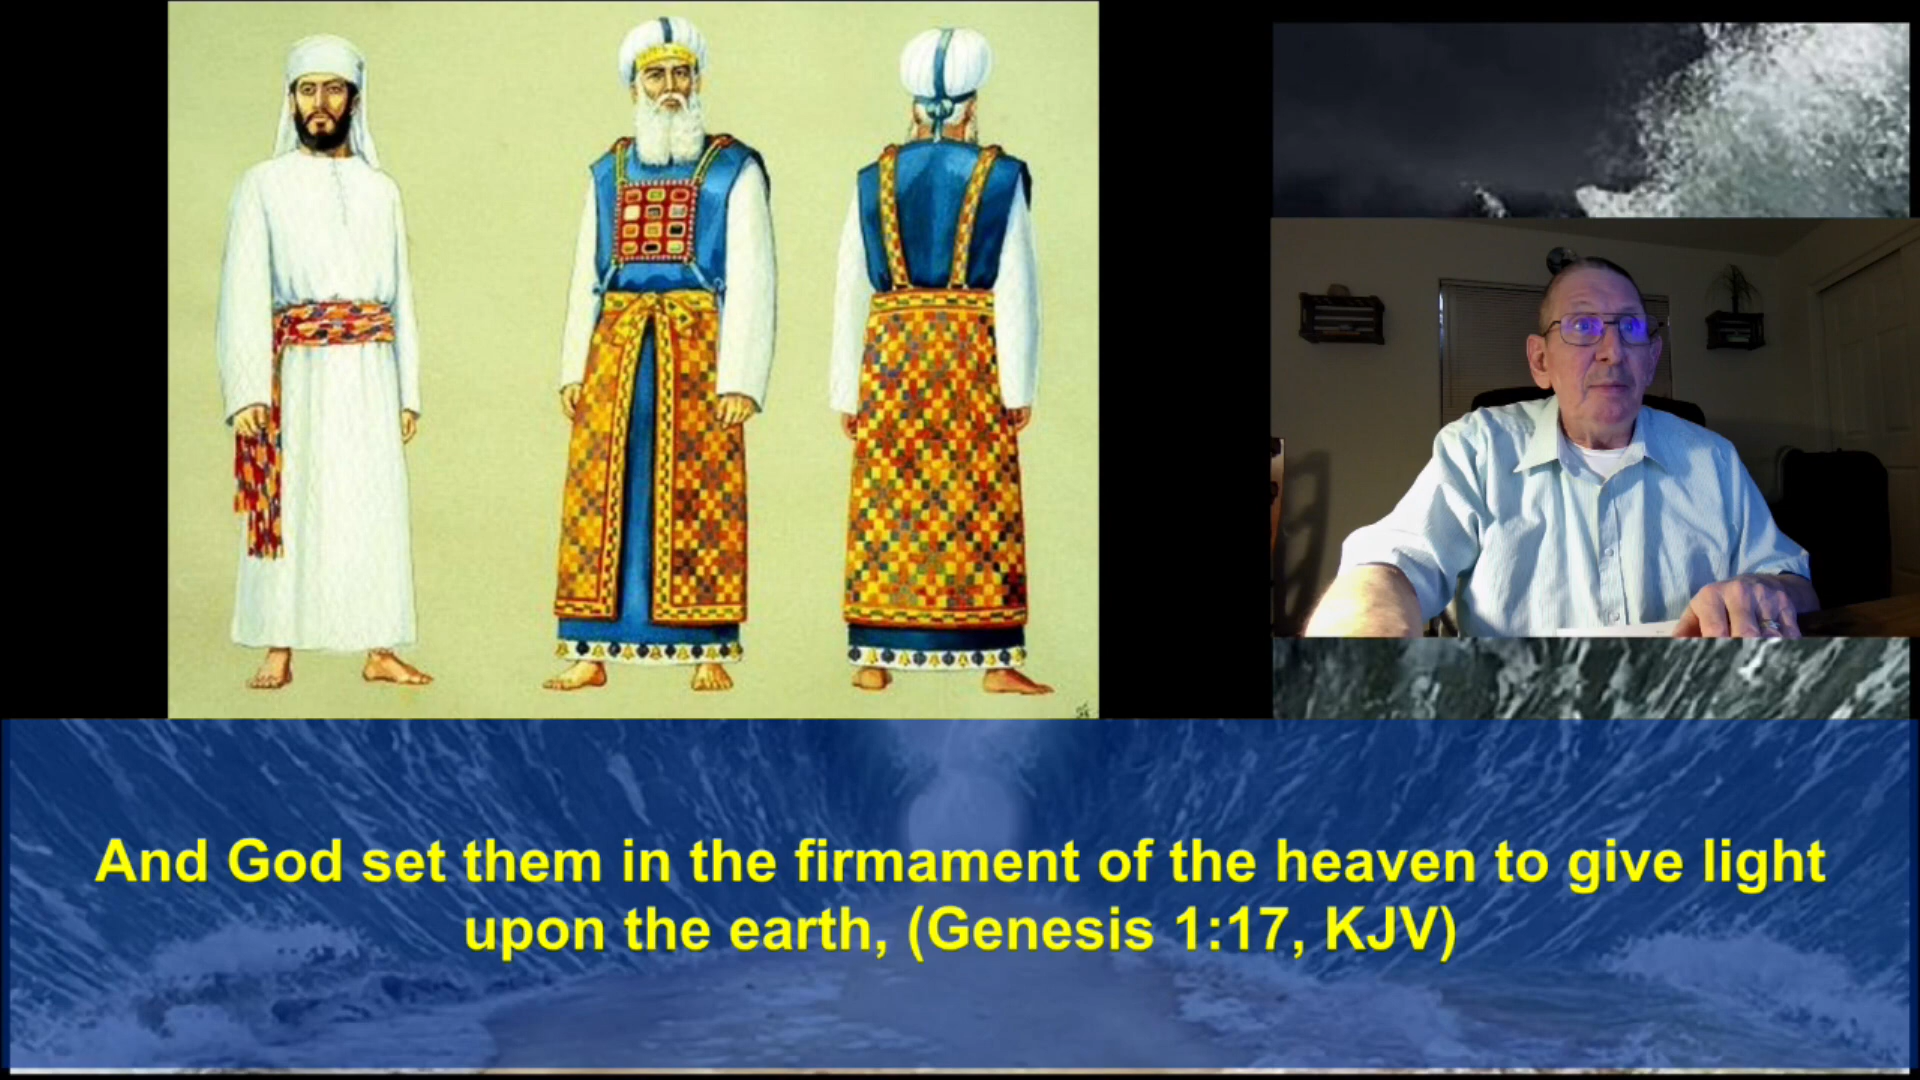 And God set them in the firmament of the heaven to give light
upon the earth, (Genesis 1:17, KJV)